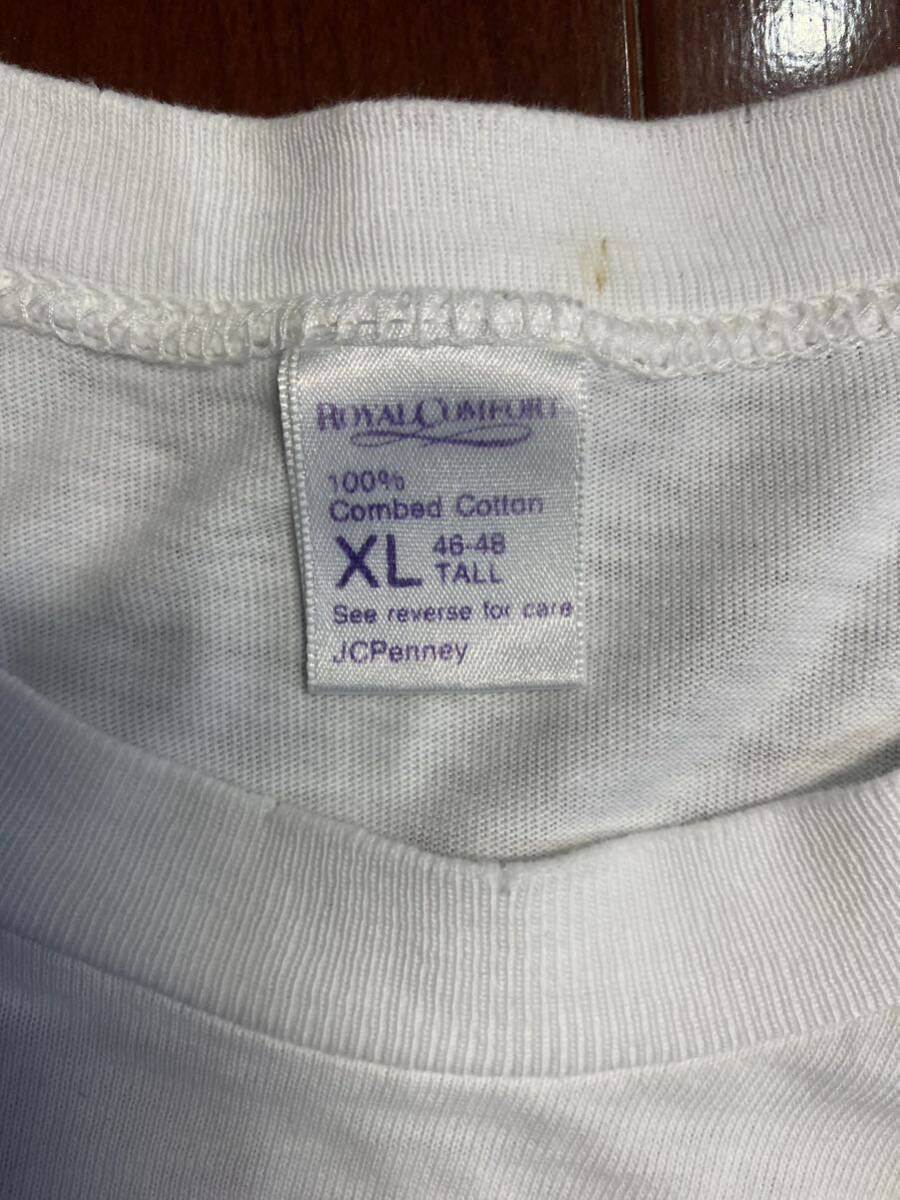 ROYAL COMFORT
100%
Combed Cotton
XL 46-48
TALL
See reverse for care
JCPenney